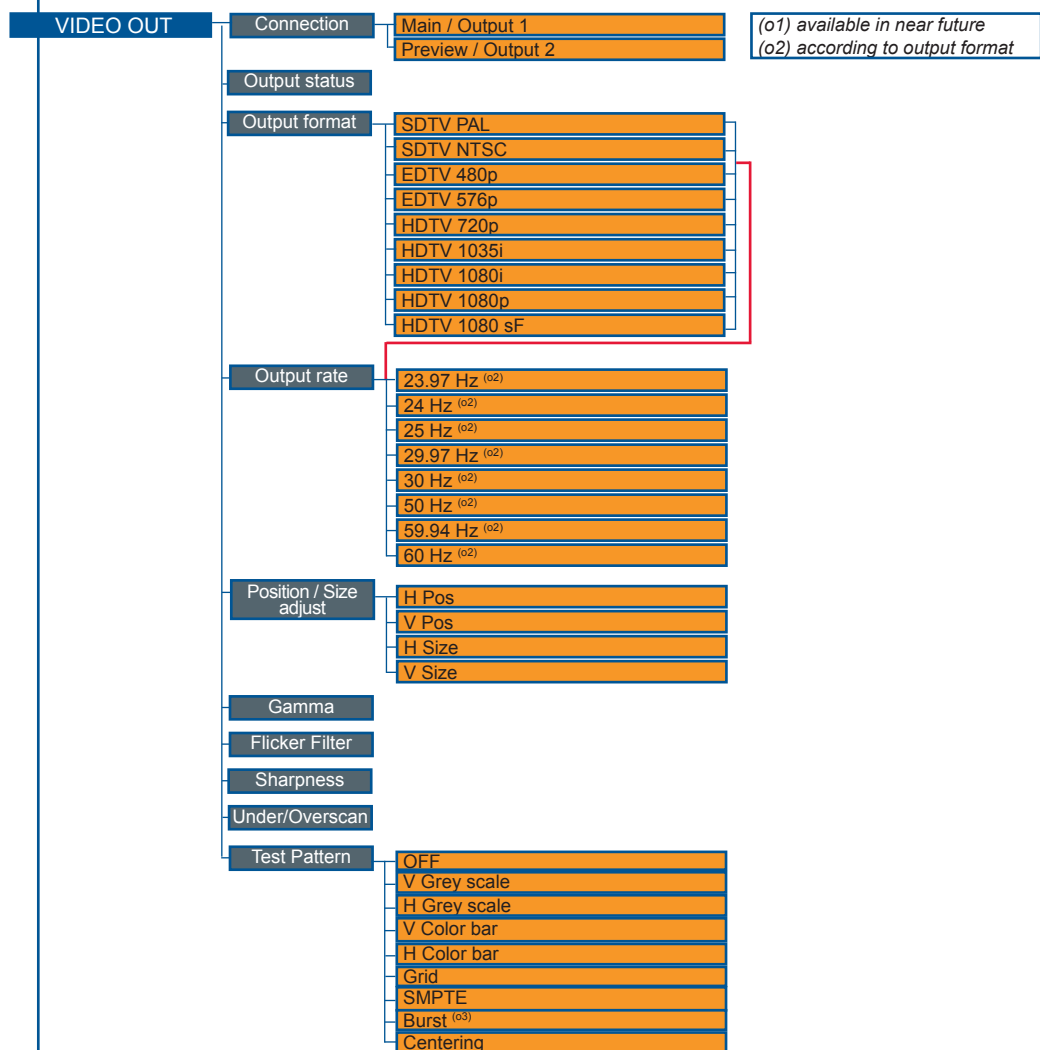 VIDEO OUT
Connection
Main / Output 1
Preview / Output 2
(o1) available in near future
(o2) according to output format
Output status
Output format
SDTV PAL
SDTV NTSC
EDTV 480p
EDTV 576p
HDTV 720p
HDTV 1035i
HDTV 1080i
HDTV 1080p
HDTV 1080 sF
Output rate
23.97 Hz (o2)
24 Hz (o2)
25 Hz (o2)
29.97 Hz (o2)
30 Hz (o2)
50 Hz (o2)
59.94 Hz (o2)
60 Hz (o2)
Position / Size
adjust
H Pos
V Pos
H Size
V Size
Gamma
Flicker Filter
Sharpness
Under/Overscan
Test Pattern
OFF
V Grey scale
H Grey scale
V Color bar
H Color bar
Grid
SMPTE
Burst (o3)
Centering